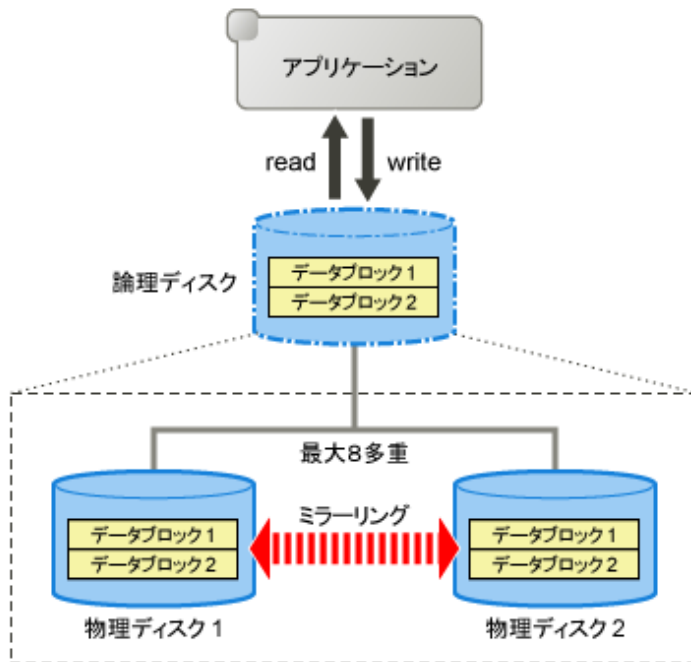 アプリケーション
read
write
論理ディスク
データブロック1
データブロック2
最大8多重
ミラーリング
データブロック1
データブロック2
データブロック1
データブロック2
物理ディスク1
物理ディスク2